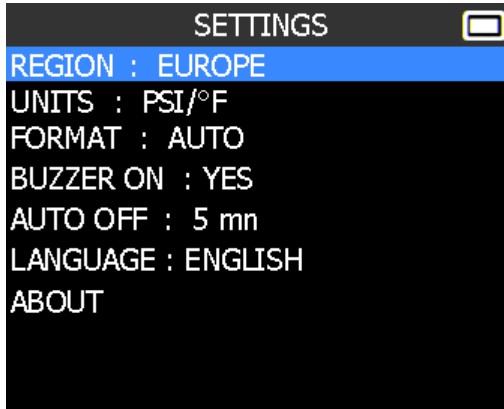 SETTINGS
REGION : EUROPE
UNITS : PSI/°F
FORMAT : AUTO
BUZZER ON : YES
AUTO OFF : 5 mn
LANGUAGE : ENGLISH
ABOUT